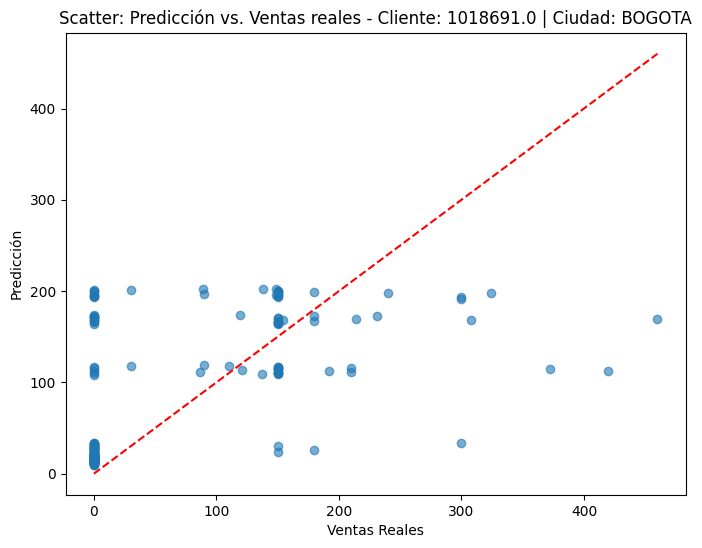 Scatter: Predicción vs. Ventas reales - Cliente: 1018691.0 | Ciudad: BOGOTA
400
300
200
100
0
Predicción
0 100 200 300 400
Ventas Reales